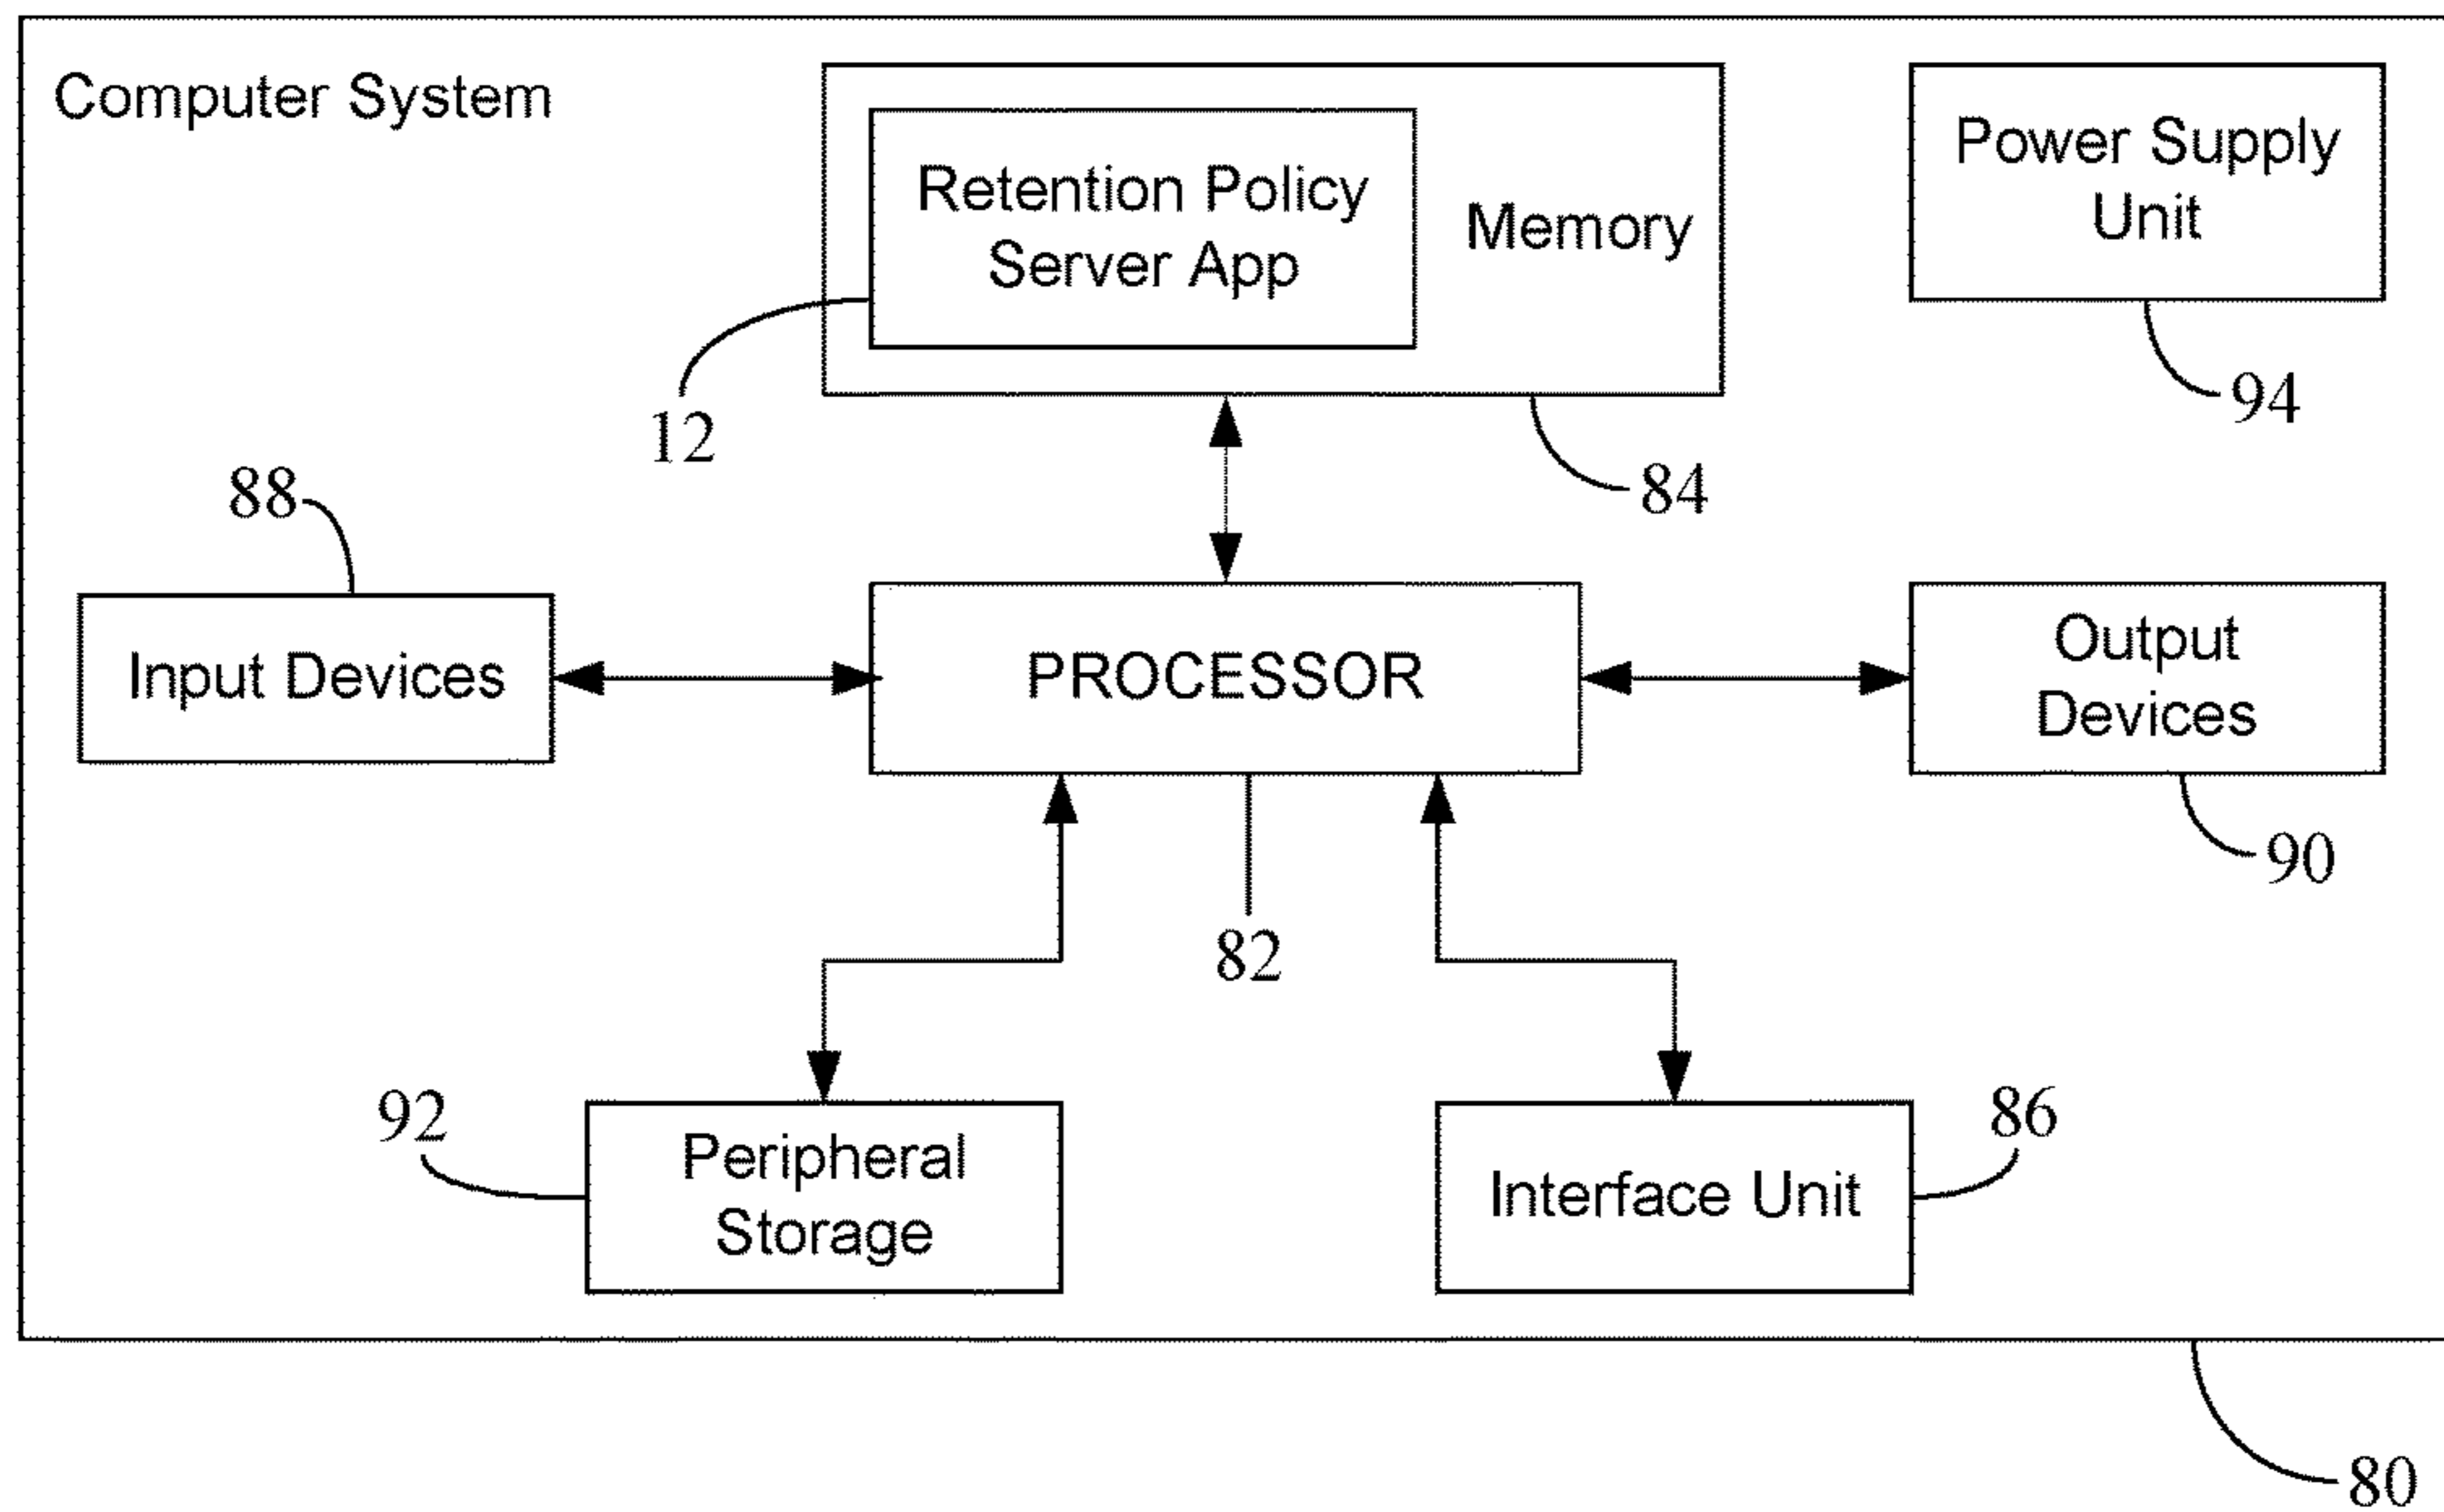 Computer System
Retention Policy
Server App
Memory
Power Supply
Unit
12
84
94
88
Input Devices
PROCESSOR
Output
Devices
90
82
92
Peripheral
Storage
Interface Unit
86
80